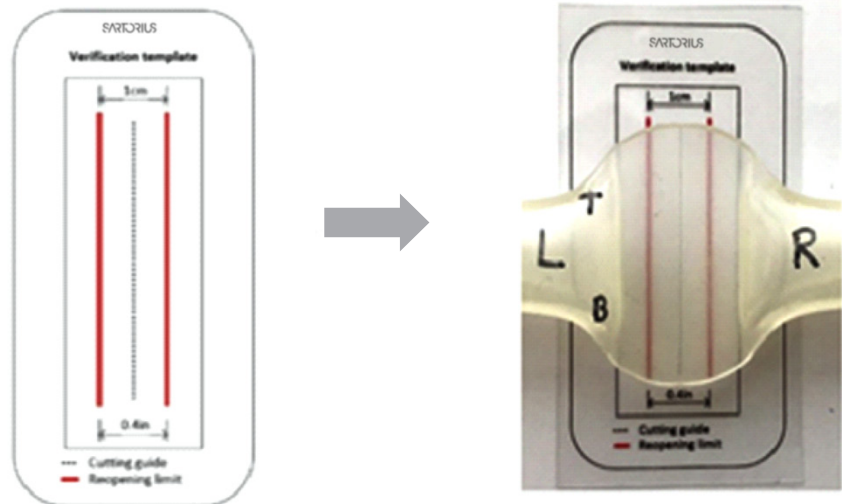 SARTORIUS
Verification template
1cm
0.4in
Cutting guide
Reopening limit
SARTORIUS
Verification template
1cm
T
L
R
B
0.4in
Cutting guide
Reopening limit